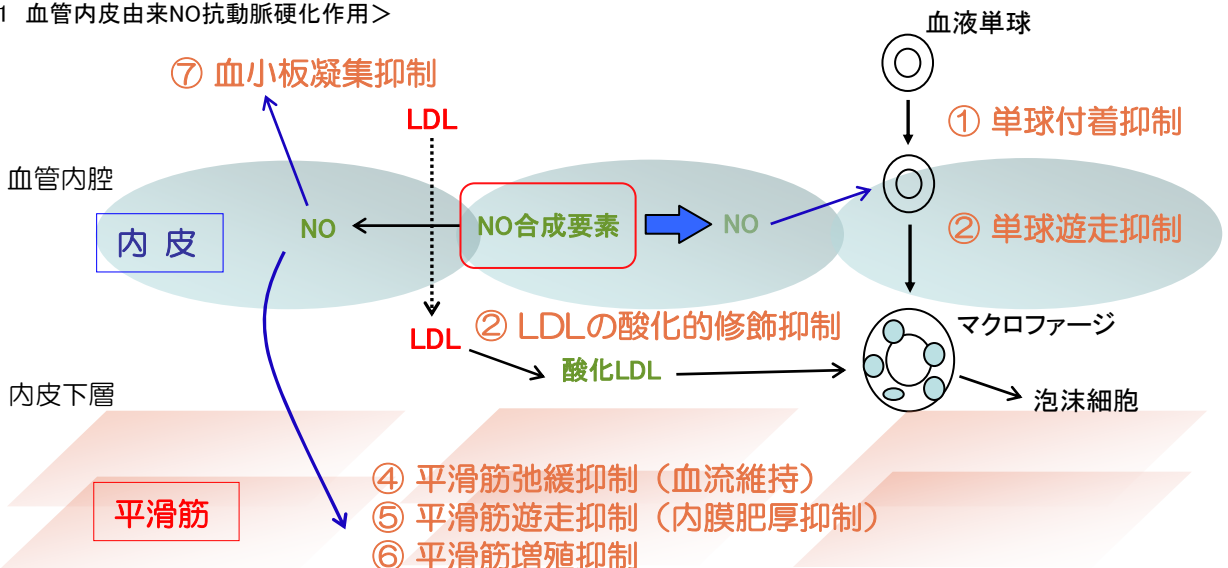 1 血管内皮由来NO抗動脈硬化作用＞
血液単球
⑦ 血小板凝集抑制
LDL
① 単球付着抑制
血管内腔
内 皮
NO
NO合成要素
NO
② 単球遊走抑制
LDL
② LDLの酸化的修飾抑制
マクロファージ
酸化LDL
内皮下層
泡沫細胞
平滑筋
④ 平滑筋弛緩抑制（血流維持）
⑤ 平滑筋遊走抑制（内膜肥厚抑制）
⑥ 平滑筋増殖抑制